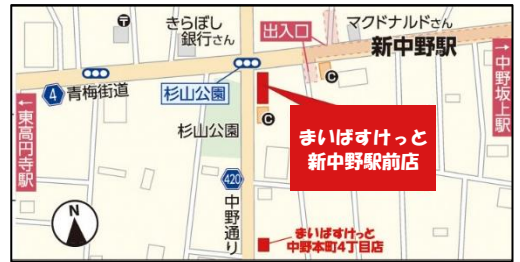 きらぼし
銀行さん
出入口
マクドナルドさん
新中野駅
→中野坂上駅
4
青梅街道
杉山公園
C
←東高円寺駅
杉山公園
C
まいばすけっと
新中野駅前店
420
中野通り
N
まいばすけっと
中野本町4丁目店